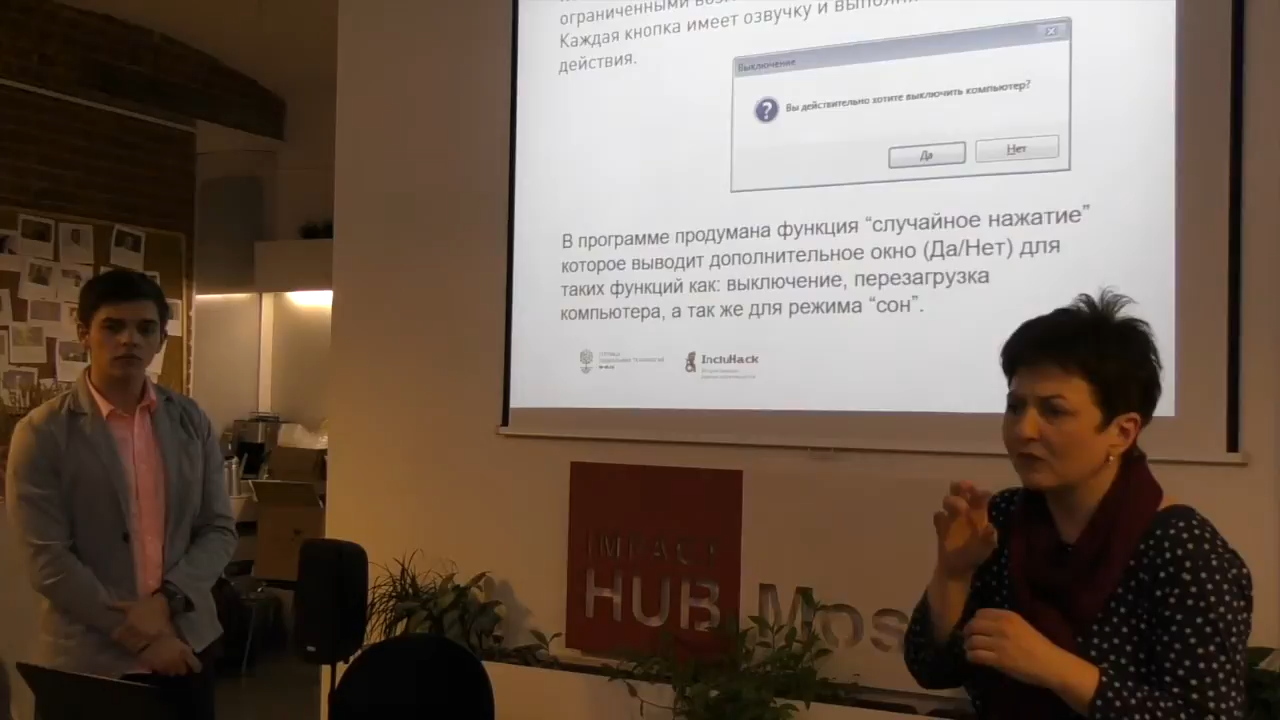 ограниченными
Каждая кнопка имеет озвучку и
действия.
Выключение
Вы действительно хотите выключить компьютер?
Да
Нет
В программе продумана функция “случайное нажатие”
которое выводит дополнительное окно (Да/Нет) для
таких функций как: выключение, перезагрузка
компьютера, а так же для режима “сон”.
IncluHack
IMPACT
HUB
Mos